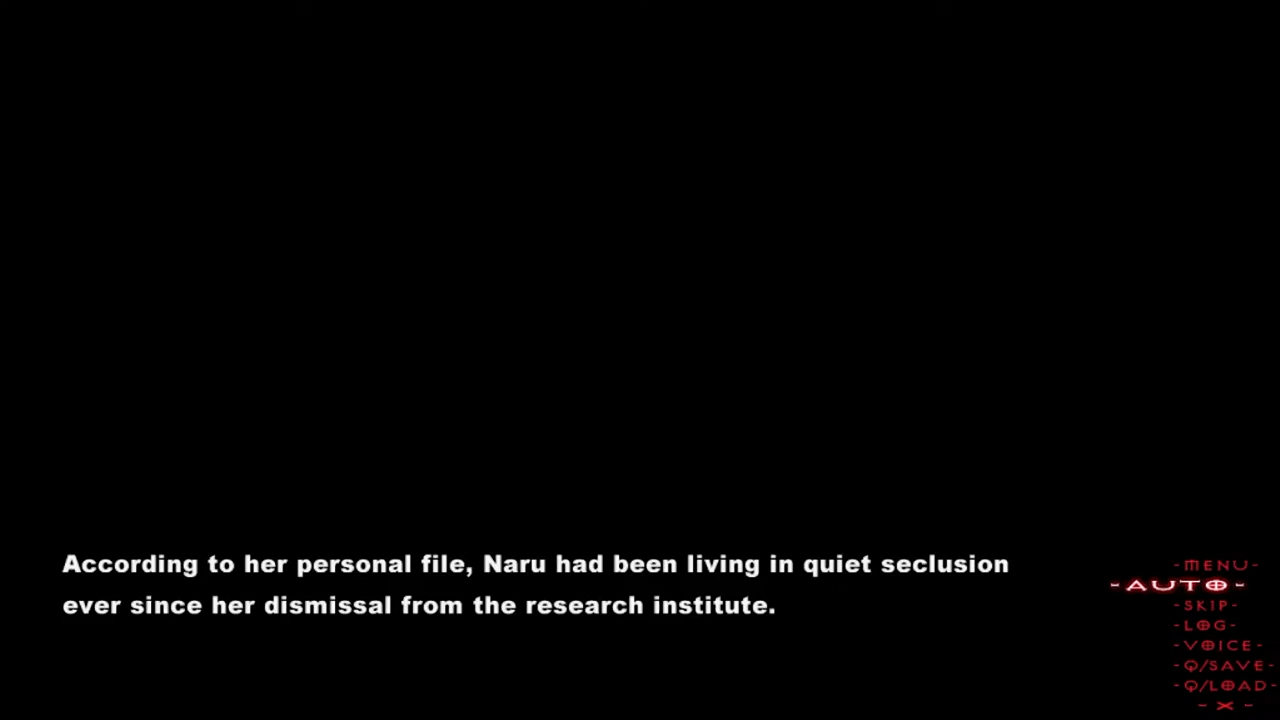 According to her personal file, Naru had been living in quiet seclusion
ever since her dismissal from the research institute.
-MENU-
-AUTO-
-SKIP-
-LOG-
-VOICE-
-Q/SAVE-
-Q/LOAD-
-X-